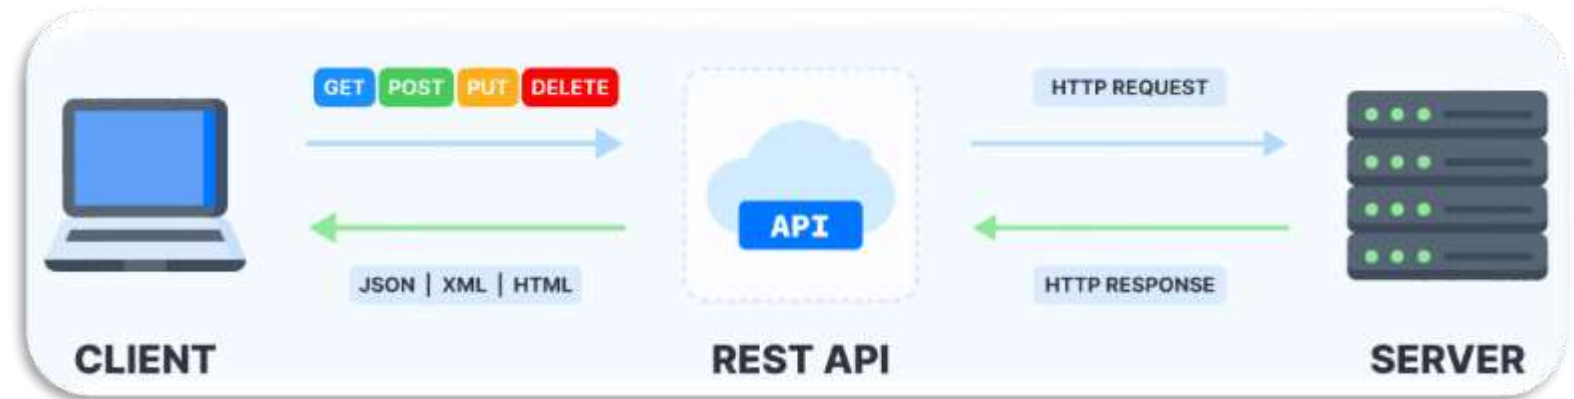 GET POST PUT DELETE
HTTP REQUEST
API
JSON | XML | HTML
HTTP RESPONSE
CLIENT
REST API
SERVER